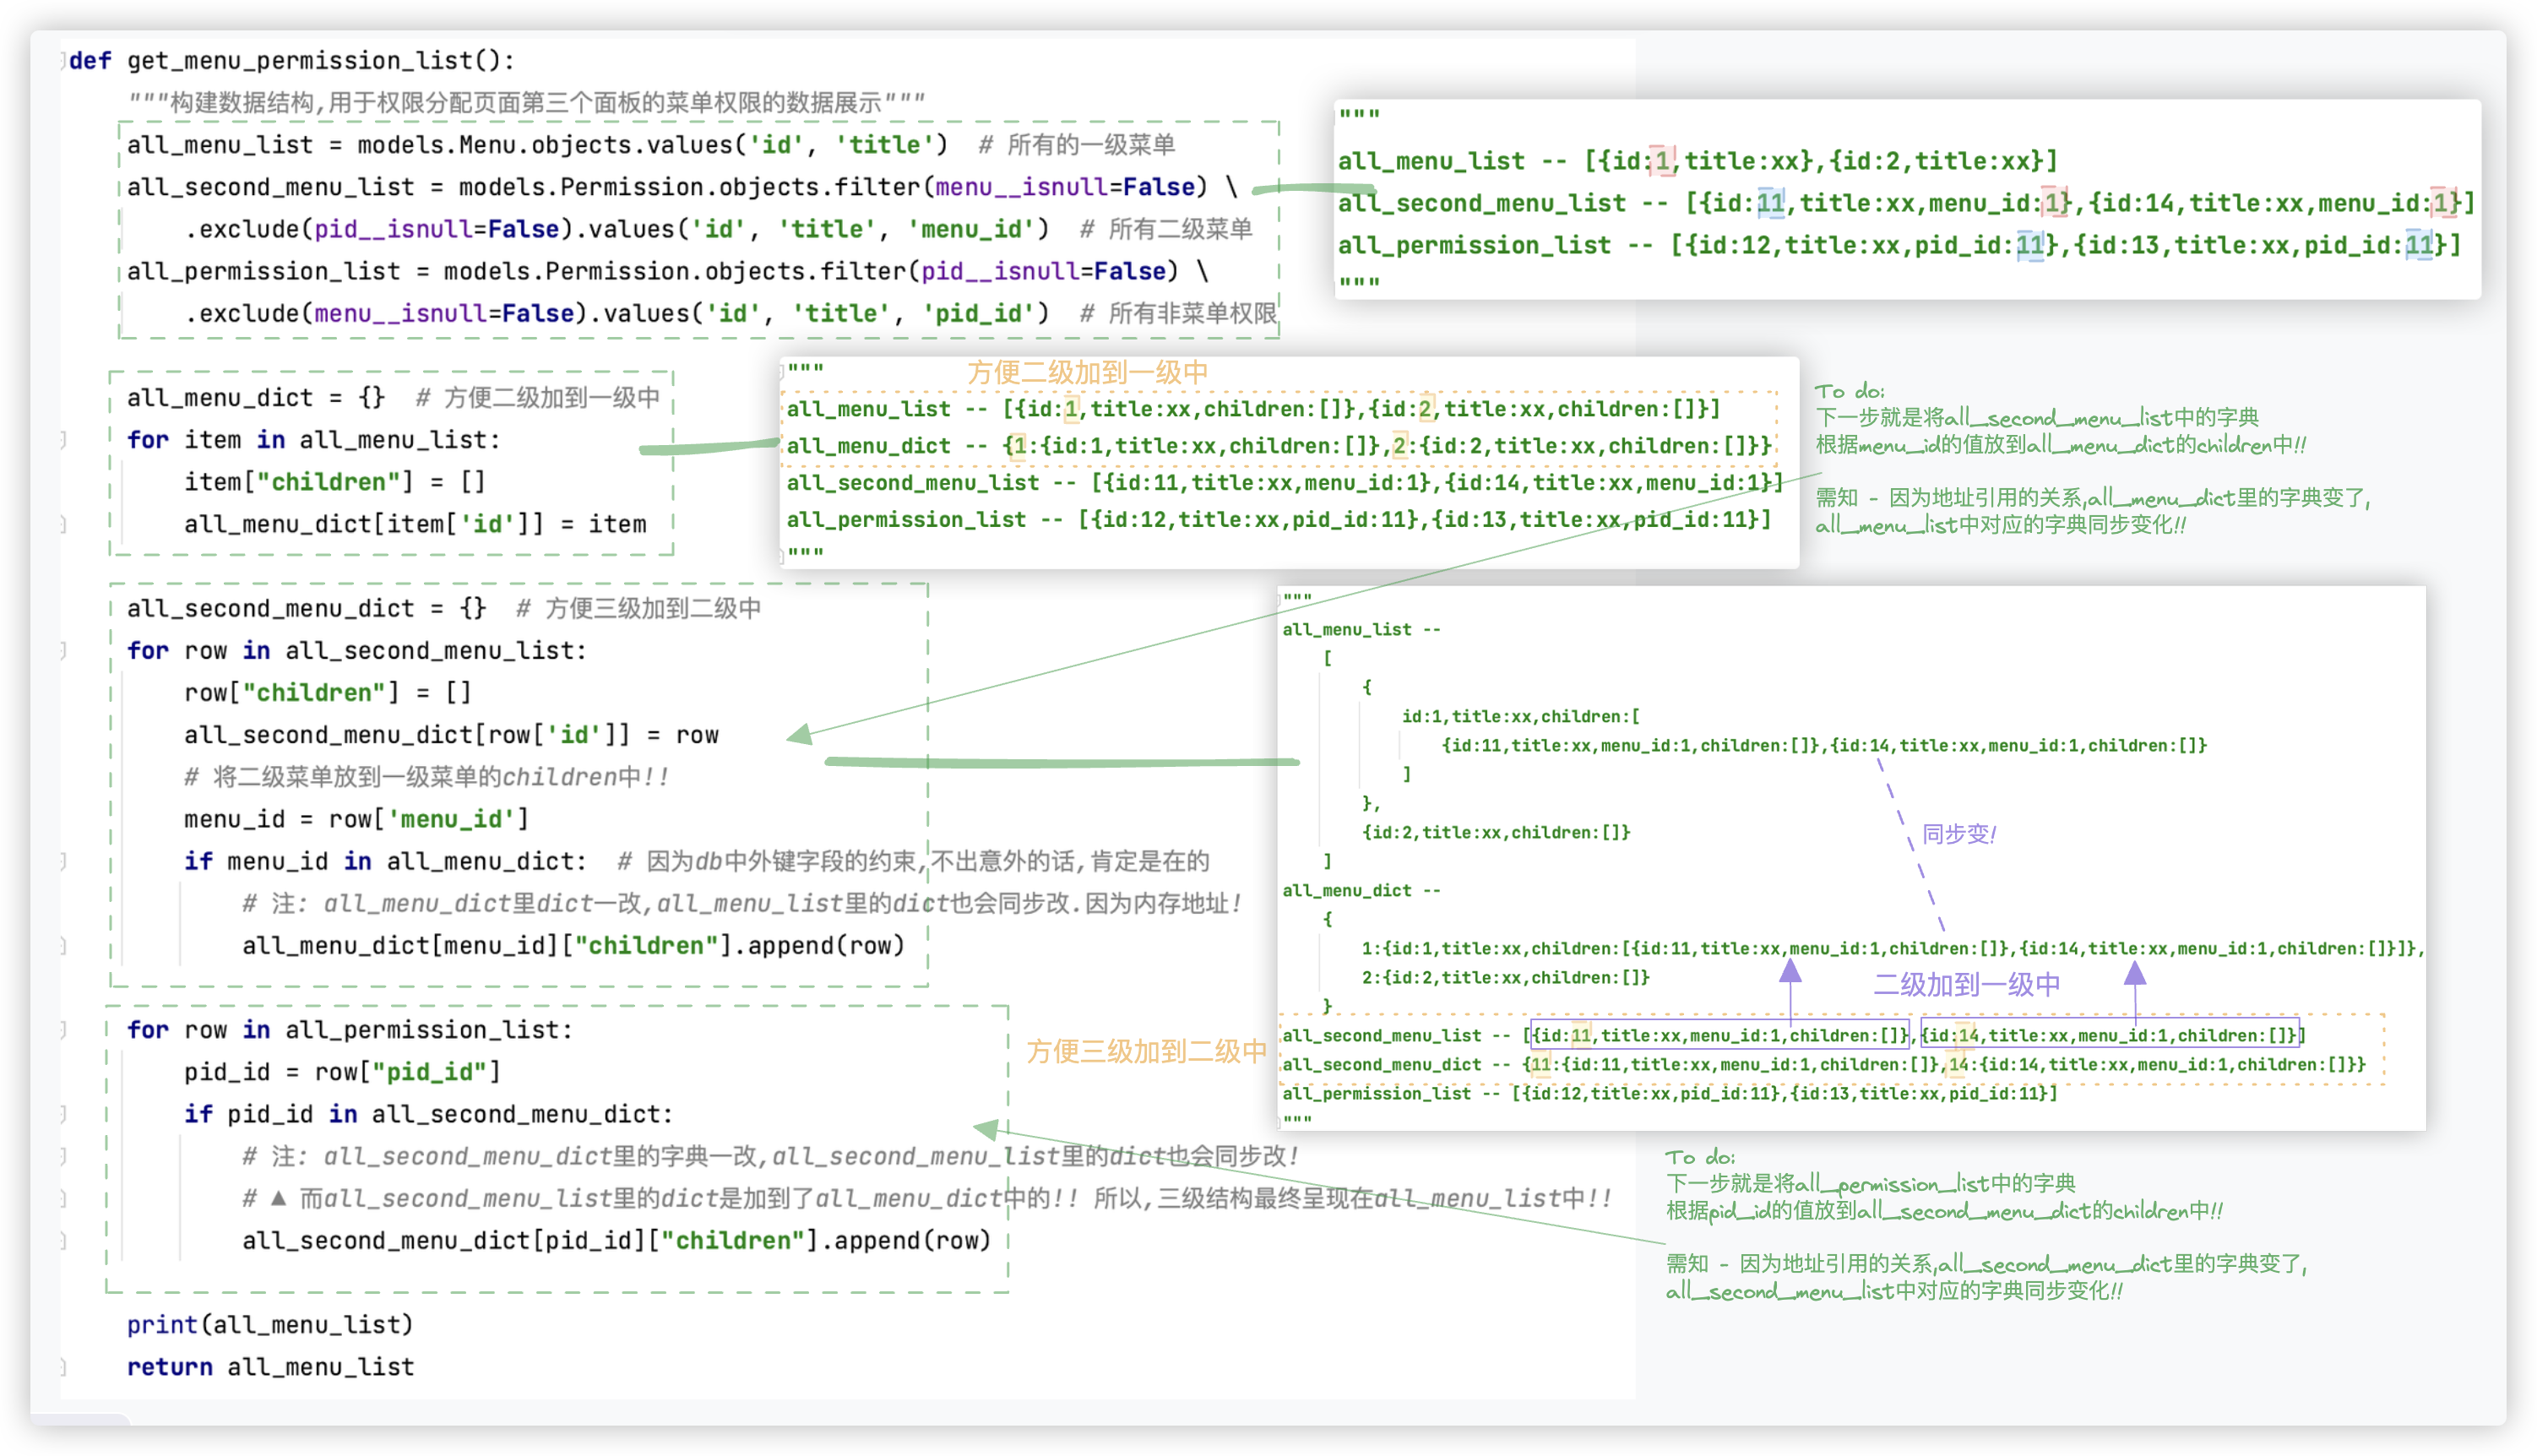 def get_menu_permission_list():
"""构建数据结构,用于权限分配页面第三个面板的菜单权限的数据展示"""
all_menu_list = models.Menu.objects.values('id', 'title')  # 所有的一级菜单
all_second_menu_list = models.Permission.objects.filter(menu__isnull=False) \
.exclude(pid__isnull=False).values('id', 'title', 'menu_id')  # 所有二级菜单
all_permission_list = models.Permission.objects.filter(pid__isnull=False) \
.exclude(menu__isnull=False).values('id', 'title', 'pid_id')  # 所有非菜单权限
"""
all_menu_list -- [{id:1,title:xx},{id:2,title:xx}]
all_second_menu_list -- [{id:11,title:xx,menu_id:1},{id:14,title:xx,menu_id:1}]
all_permission_list -- [{id:12,title:xx,pid_id:11},{id:13,title:xx,pid_id:11}]
"""
all_menu_dict = {}  # 方便二级加到一级中
for item in all_menu_list:
item["children"] = []
all_menu_dict[item['id']] = item
"""
方便二级加到一级中
all_menu_list -- [{id:1,title:xx,children:[]},{id:2,title:xx,children:[]}]
all_menu_dict -- {1:{id:1,title:xx,children:[]},2:{id:2,title:xx,children:[]}}
all_second_menu_list -- [{id:11,title:xx,menu_id:1},{id:14,title:xx,menu_id:1}]
all_permission_list -- [{id:12,title:xx,pid_id:11},{id:13,title:xx,pid_id:11}]
"""
To do:
下一步就是将all_second_menu_list中的字典
根据menu_id的值放到all_menu_dict的children中!!
需知 - 因为地址引用的关系,all_menu_dict里的字典变了,
all_menu_list中对应的字典同步变化!!
all_second_menu_dict = {}  # 方便三级加到二级中
for row in all_second_menu_list:
row["children"] = []
all_second_menu_dict[row['id']] = row
# 将二级菜单放到一级菜单的children中!!
menu_id = row['menu_id']
if menu_id in all_menu_dict:  # 因为db中外键字段的约束,不出意外的话,肯定是在的
# 注: all_menu_dict里dict一改,all_menu_list里的dict也会同步改.因为内存地址!
all_menu_dict[menu_id]["children"].append(row)
"""
all_menu_list --
[
{
id:1,title:xx,children:[
{id:11,title:xx,menu_id:1,children:[]},{id:14,title:xx,menu_id:1,children:[]}
]
},
{id:2,title:xx,children:[]}
]
同步变!
all_menu_dict --
{
1:{id:1,title:xx,children:[{id:11,title:xx,menu_id:1,children:[]},{id:14,title:xx,menu_id:1,children:[]}]},
2:{id:2,title:xx,children:[]}
}
二级加到一级中
all_second_menu_list -- [{id:11,title:xx,menu_id:1,children:[]},{id:14,title:xx,menu_id:1,children:[]}]
all_second_menu_dict -- {11:{id:11,title:xx,menu_id:1,children:[]},14:{id:14,title:xx,menu_id:1,children:[]}}
all_permission_list -- [{id:12,title:xx,pid_id:11},{id:13,title:xx,pid_id:11}]
"""
方便三级加到二级中
for row in all_permission_list:
pid_id = row["pid_id"]
if pid_id in all_second_menu_dict:
# 注: all_second_menu_dict里的字典一改,all_second_menu_list里的dict也会同步改!
# ▲ 而all_second_menu_list里的dict是加到了all_menu_dict中的!! 所以,三级结构最终呈现在all_menu_list中!!
all_second_menu_dict[pid_id]["children"].append(row)
To do:
下一步就是将all_permission_list中的字典
根据pid_id的值放到all_second_menu_dict的children中!!
需知 - 因为地址引用的关系,all_second_menu_dict里的字典变了,
all_second_menu_list中对应的字典同步变化!!
print(all_menu_list)
return all_menu_list